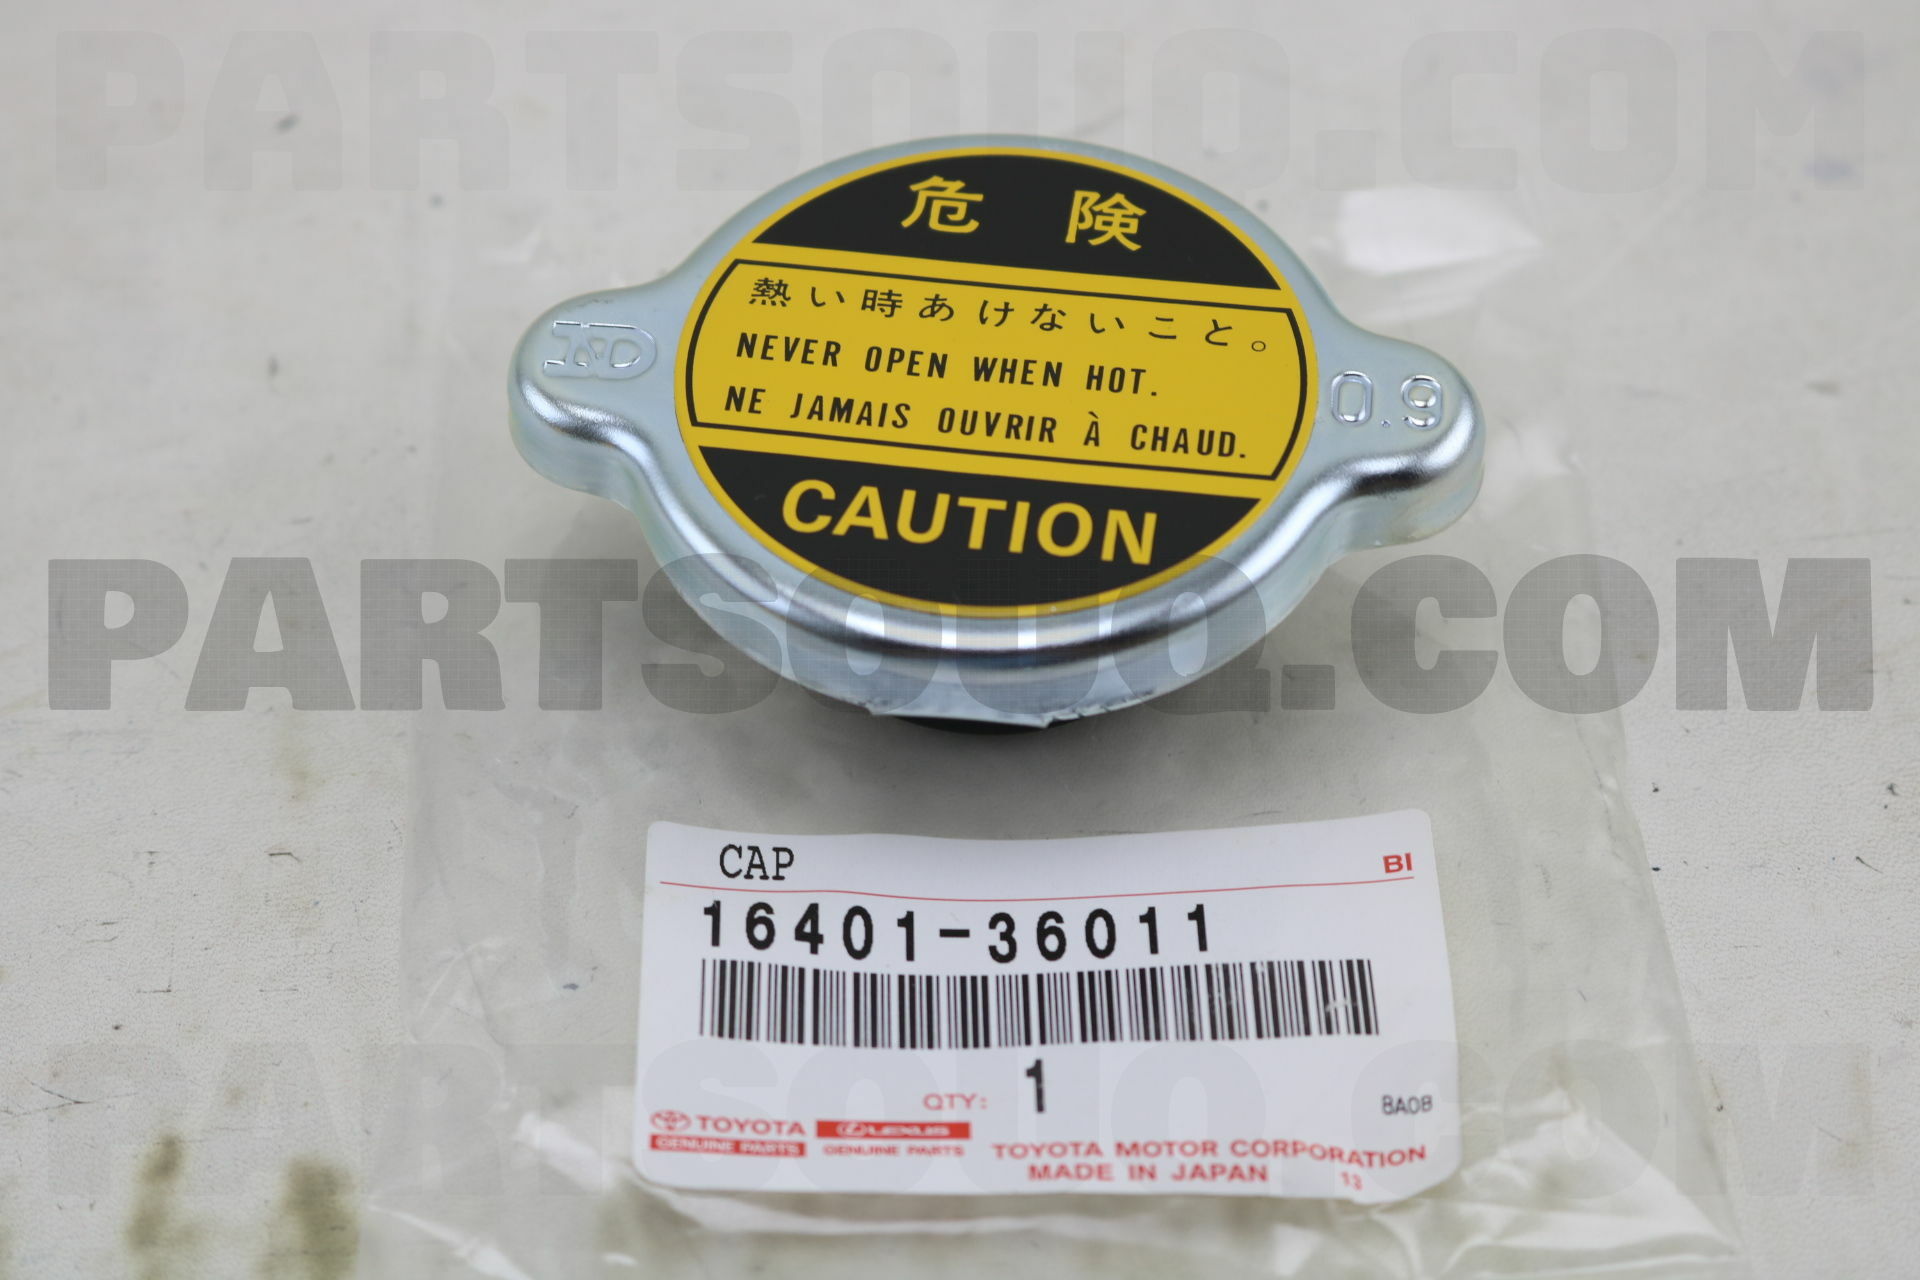 PARTSOUQ.COM
危険
熱い時あけないこと。
NEVER OPEN WHEN HOT.
NE JAMAIS OUVRIR À CHAUD.
CAUTION
ND
0.9
PARTSOUQ.COM
CAP
BI
16401-36011
1
QTY:
8A08
TOYOTA
GENUINE PARTS
LEXUS
GENUINE PARTS
TOYOTA MOTOR CORPORATION
MADE IN JAPAN
13
PARTSOUQ.COM